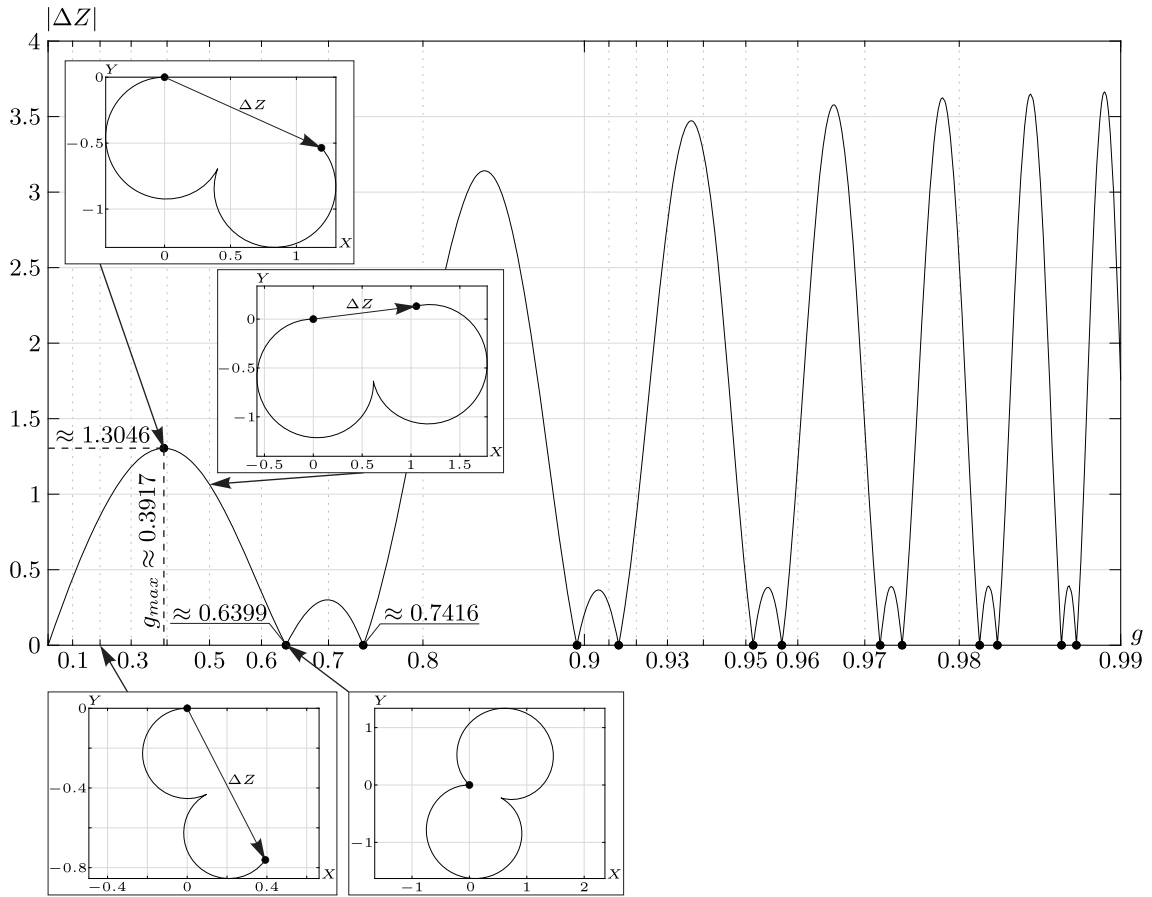 |ΔZ|
4
3.5
3
2.5
2
1.5
1
0.5
0
0.1 0.3 0.5 0.6 0.7 0.8 0.9 0.93 0.95 0.96 0.97 0.98 0.99
g
≈ 1.3046
g_max ≈ 0.3917
≈ 0.6399
≈ 0.7416
Y
0
−0.5
−1
0 0.5 1
X
ΔZ
Y
0
−0.5
−1
−0.5 0 0.5 1 1.5
X
ΔZ
Y
0
−0.4
−0.8
−0.4 0 0.4
X
ΔZ
Y
1
0
−1
−1 0 1 2
X